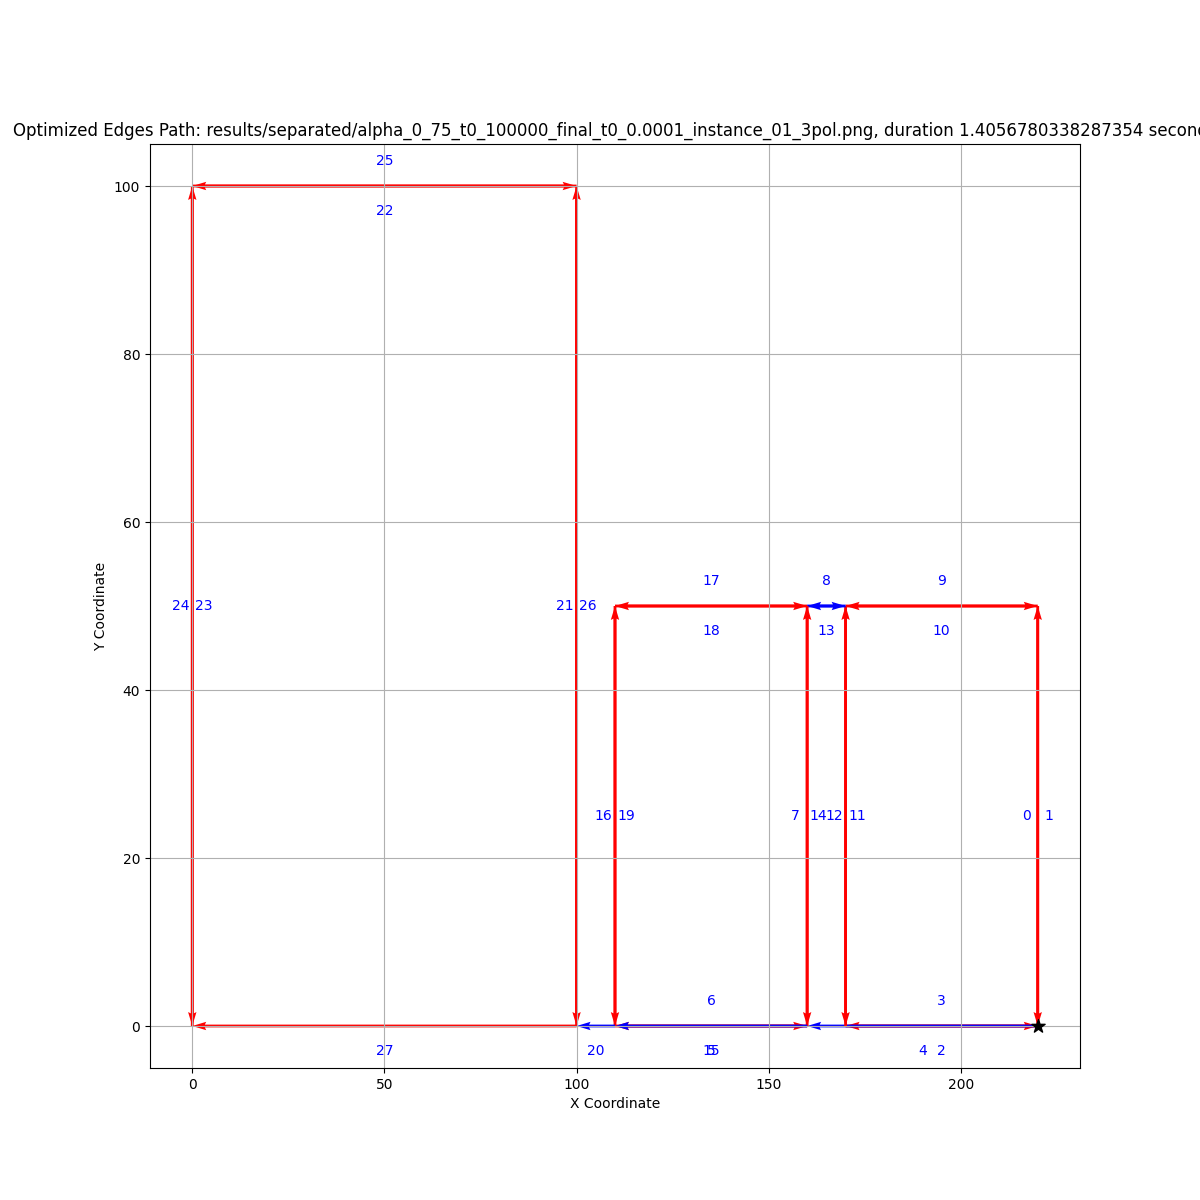 Optimized Edges Path: results/separated/alpha_0_75_t0_100000_final_t0_0.0001_instance_01_3pol.png, duration 1.4056780338287354 secon
25
100
22
80
60
17 8 9
24 23 21 26
18 13 10
40
16 19 7 14 12 11 0 1
20
6 3
0
27 20 15 4 2
0 50 100 150 200
X Coordinate
Y Coordinate